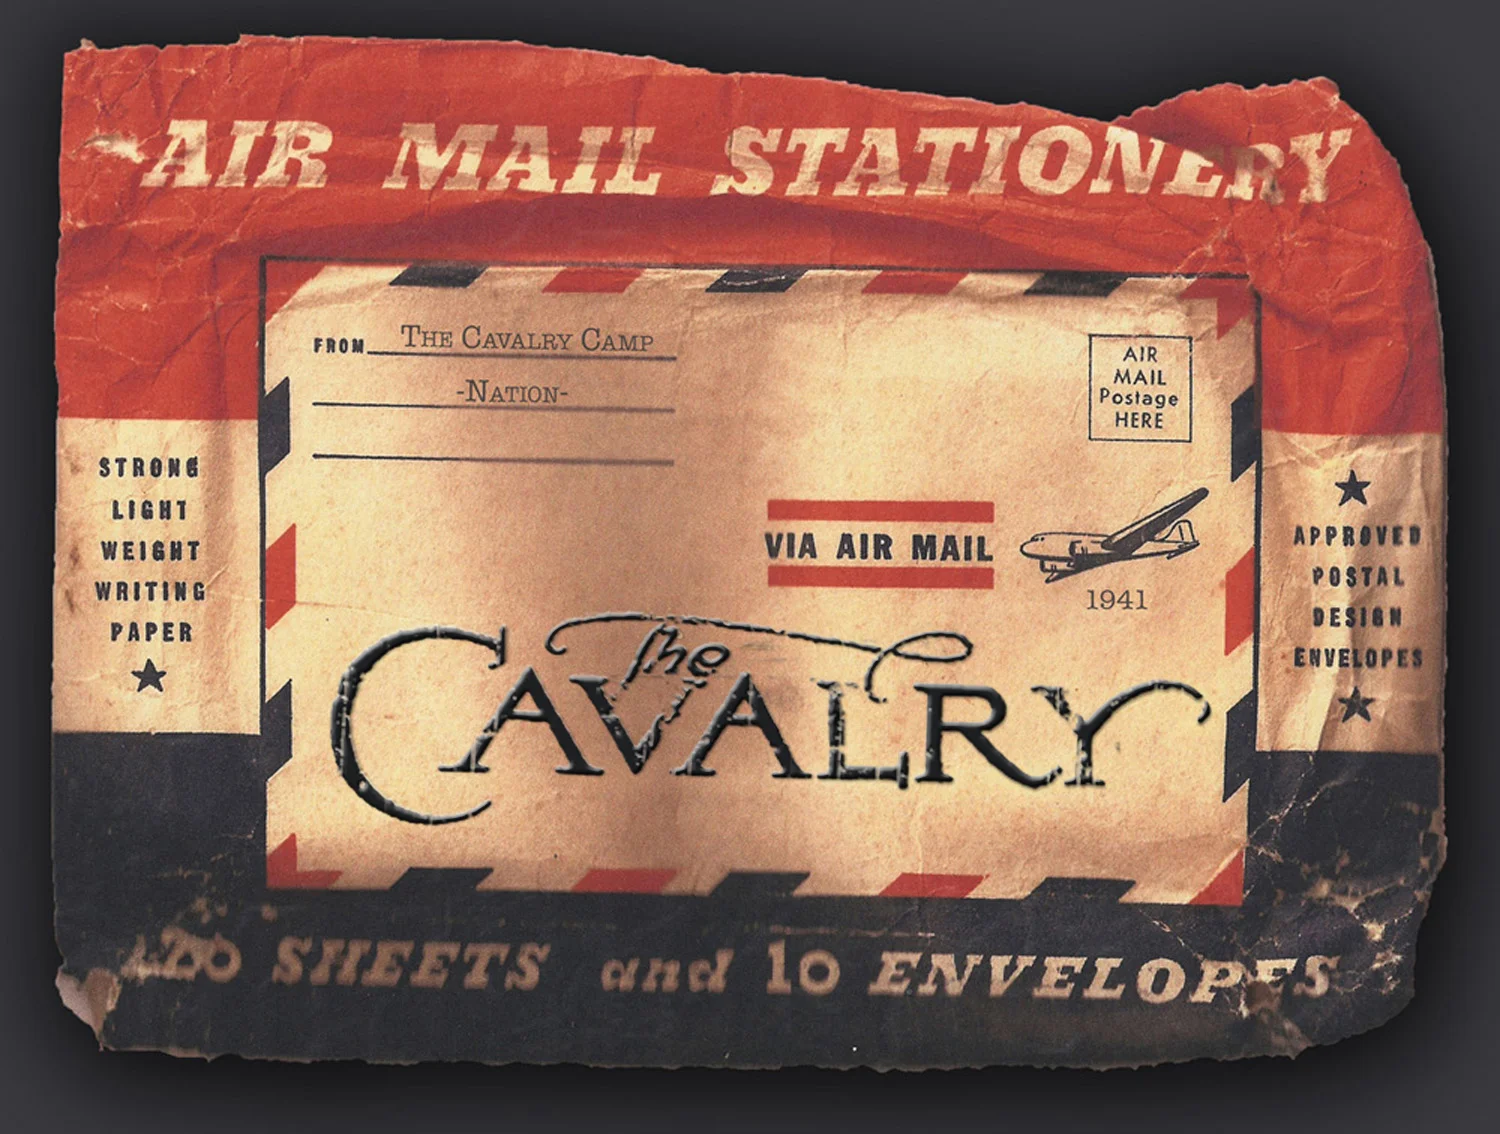 AIR MAIL STATIONERY
FROM THE CAVALRY CAMP
-NATION-
AIR
MAIL
Postage
HERE
STRONG
LIGHT
WEIGHT
WRITING
PAPER
VIA AIR MAIL
1941
APPROVED
POSTAL
DESIGN
ENVELOPES
The
CAVALRY
SHEETS and 10 ENVELOPES